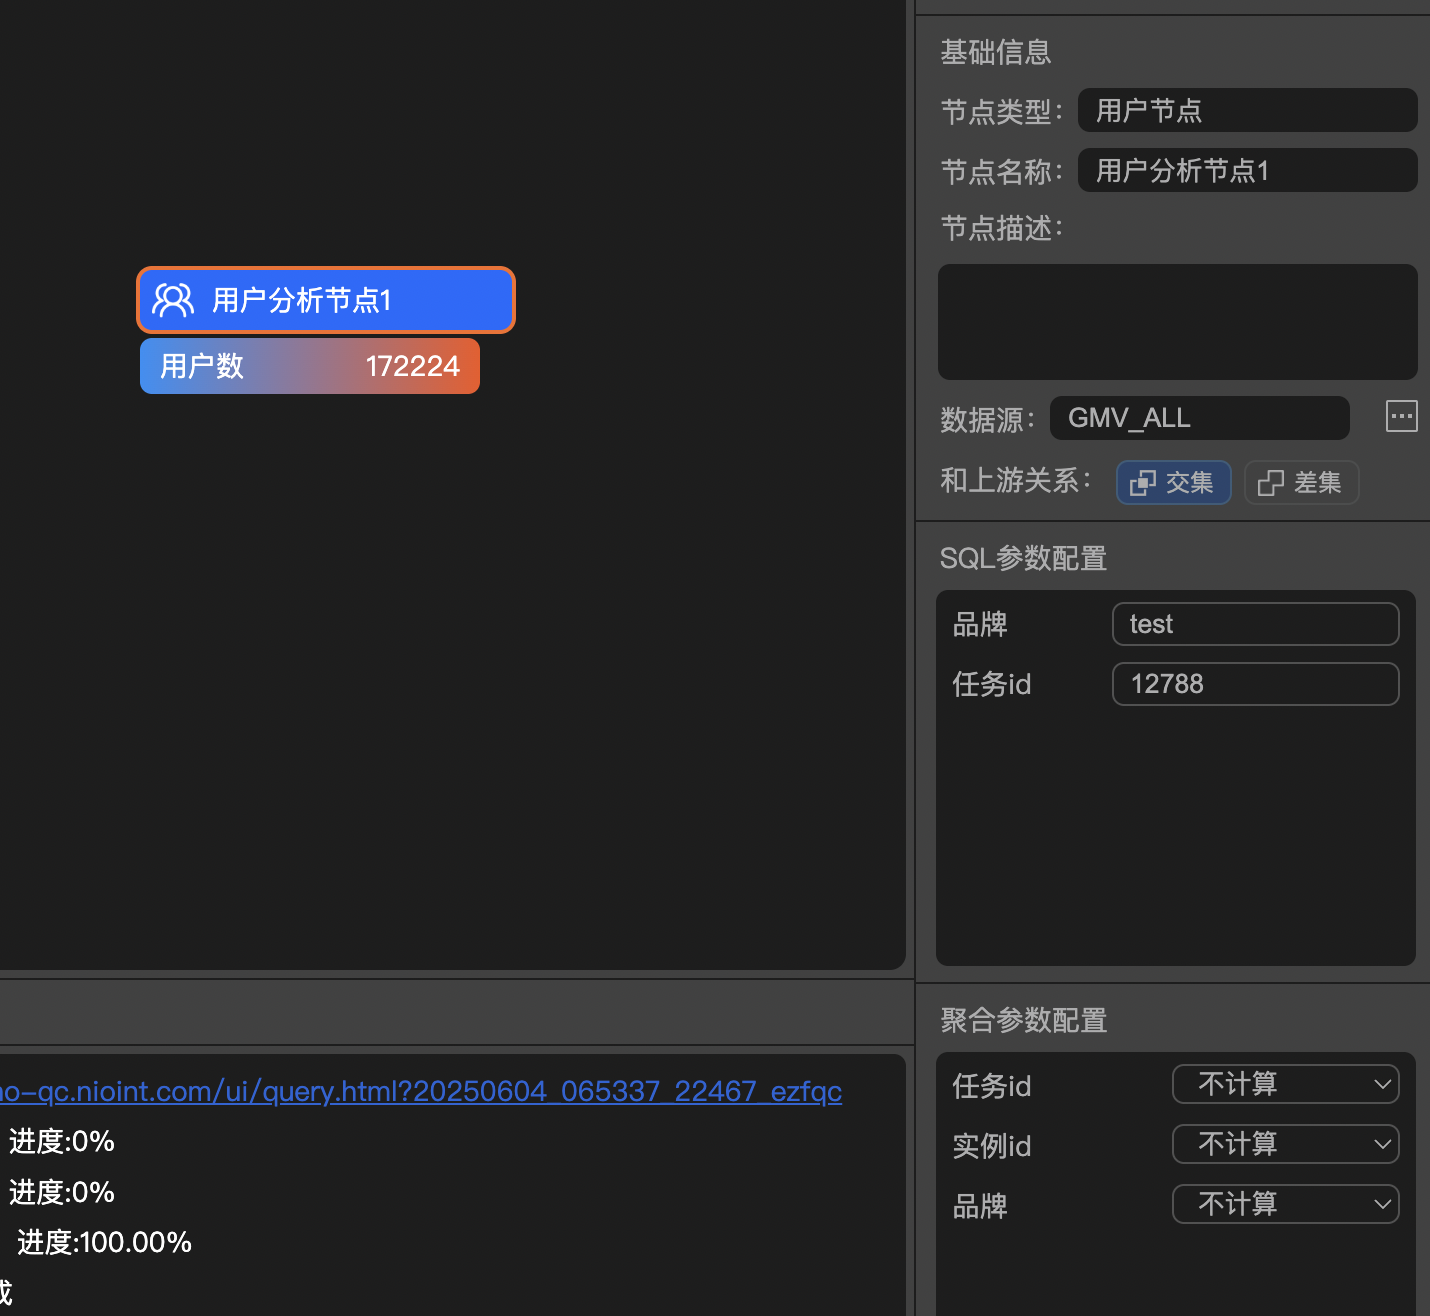 用户分析节点1
用户数 172224
no-qc.nioint.com/ui/query.html?20250604_065337_22467_ezfqc
进度:0%
进度:0%
进度:100.00%
成
基础信息
节点类型： 用户节点
节点名称： 用户分析节点1
节点描述：
数据源： GMV_ALL
和上游关系： 交集 差集
SQL参数配置
品牌 test
任务id 12788
聚合参数配置
任务id 不计算
实例id 不计算
品牌 不计算